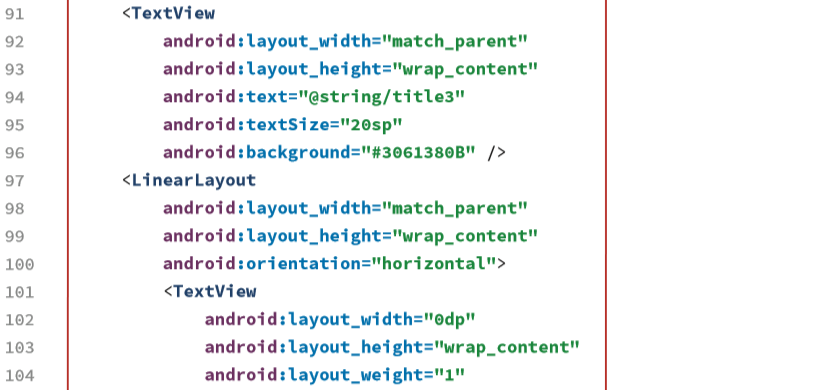 91 <TextView
92 android:layout_width="match_parent"
93 android:layout_height="wrap_content"
94 android:text="@string/title3"
95 android:textSize="20sp"
96 android:background="#3061380B" />
97 <LinearLayout
98 android:layout_width="match_parent"
99 android:layout_height="wrap_content"
100 android:orientation="horizontal">
101 <TextView
102 android:layout_width="0dp"
103 android:layout_height="wrap_content"
104 android:layout_weight="1"